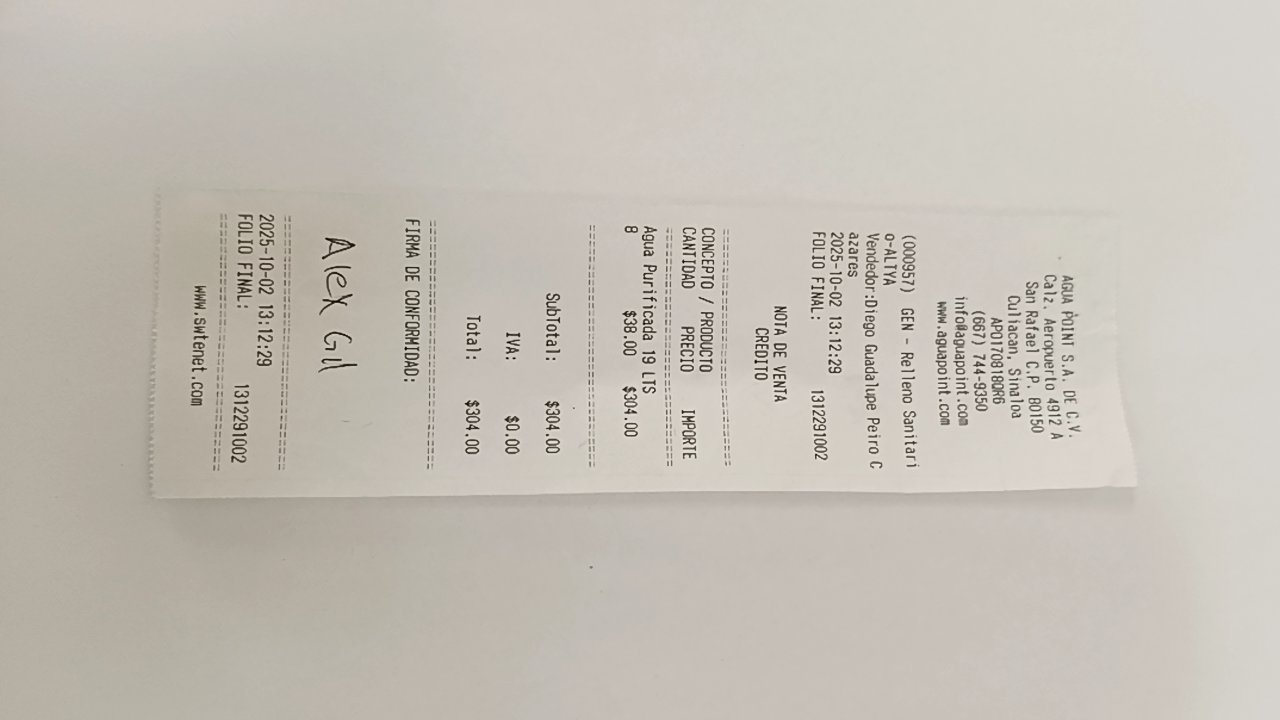 AGUA POINT S.A. DE C.V.
Calz. Aeropuerto 4912 A
San Rafael C.P. 80150
Culiacan, Sinaloa
APO170818QR6
(667) 744-9350
info@aguapoint.com
www.aguapoint.com
(000957) GEN - Relleno Sanitari
o-ALTYA
Vendedor:Diego Guadalupe Peiro C
azares
2025-10-02 13:12:29
FOLIO FINAL: 1312291002
NOTA DE VENTA
CREDITO
================================
CONCEPTO / PRODUCTO
CANTIDAD PRECIO IMPORTE
================================
Agua Purificada 19 LTS
8 $38.00 $304.00
================================
SubTotal: $304.00
IVA: $0.00
Total: $304.00
================================
FIRMA DE CONFORMIDAD:
Alex Gil
================================
2025-10-02 13:12:29
FOLIO FINAL: 1312291002
================================
www.swtenet.com